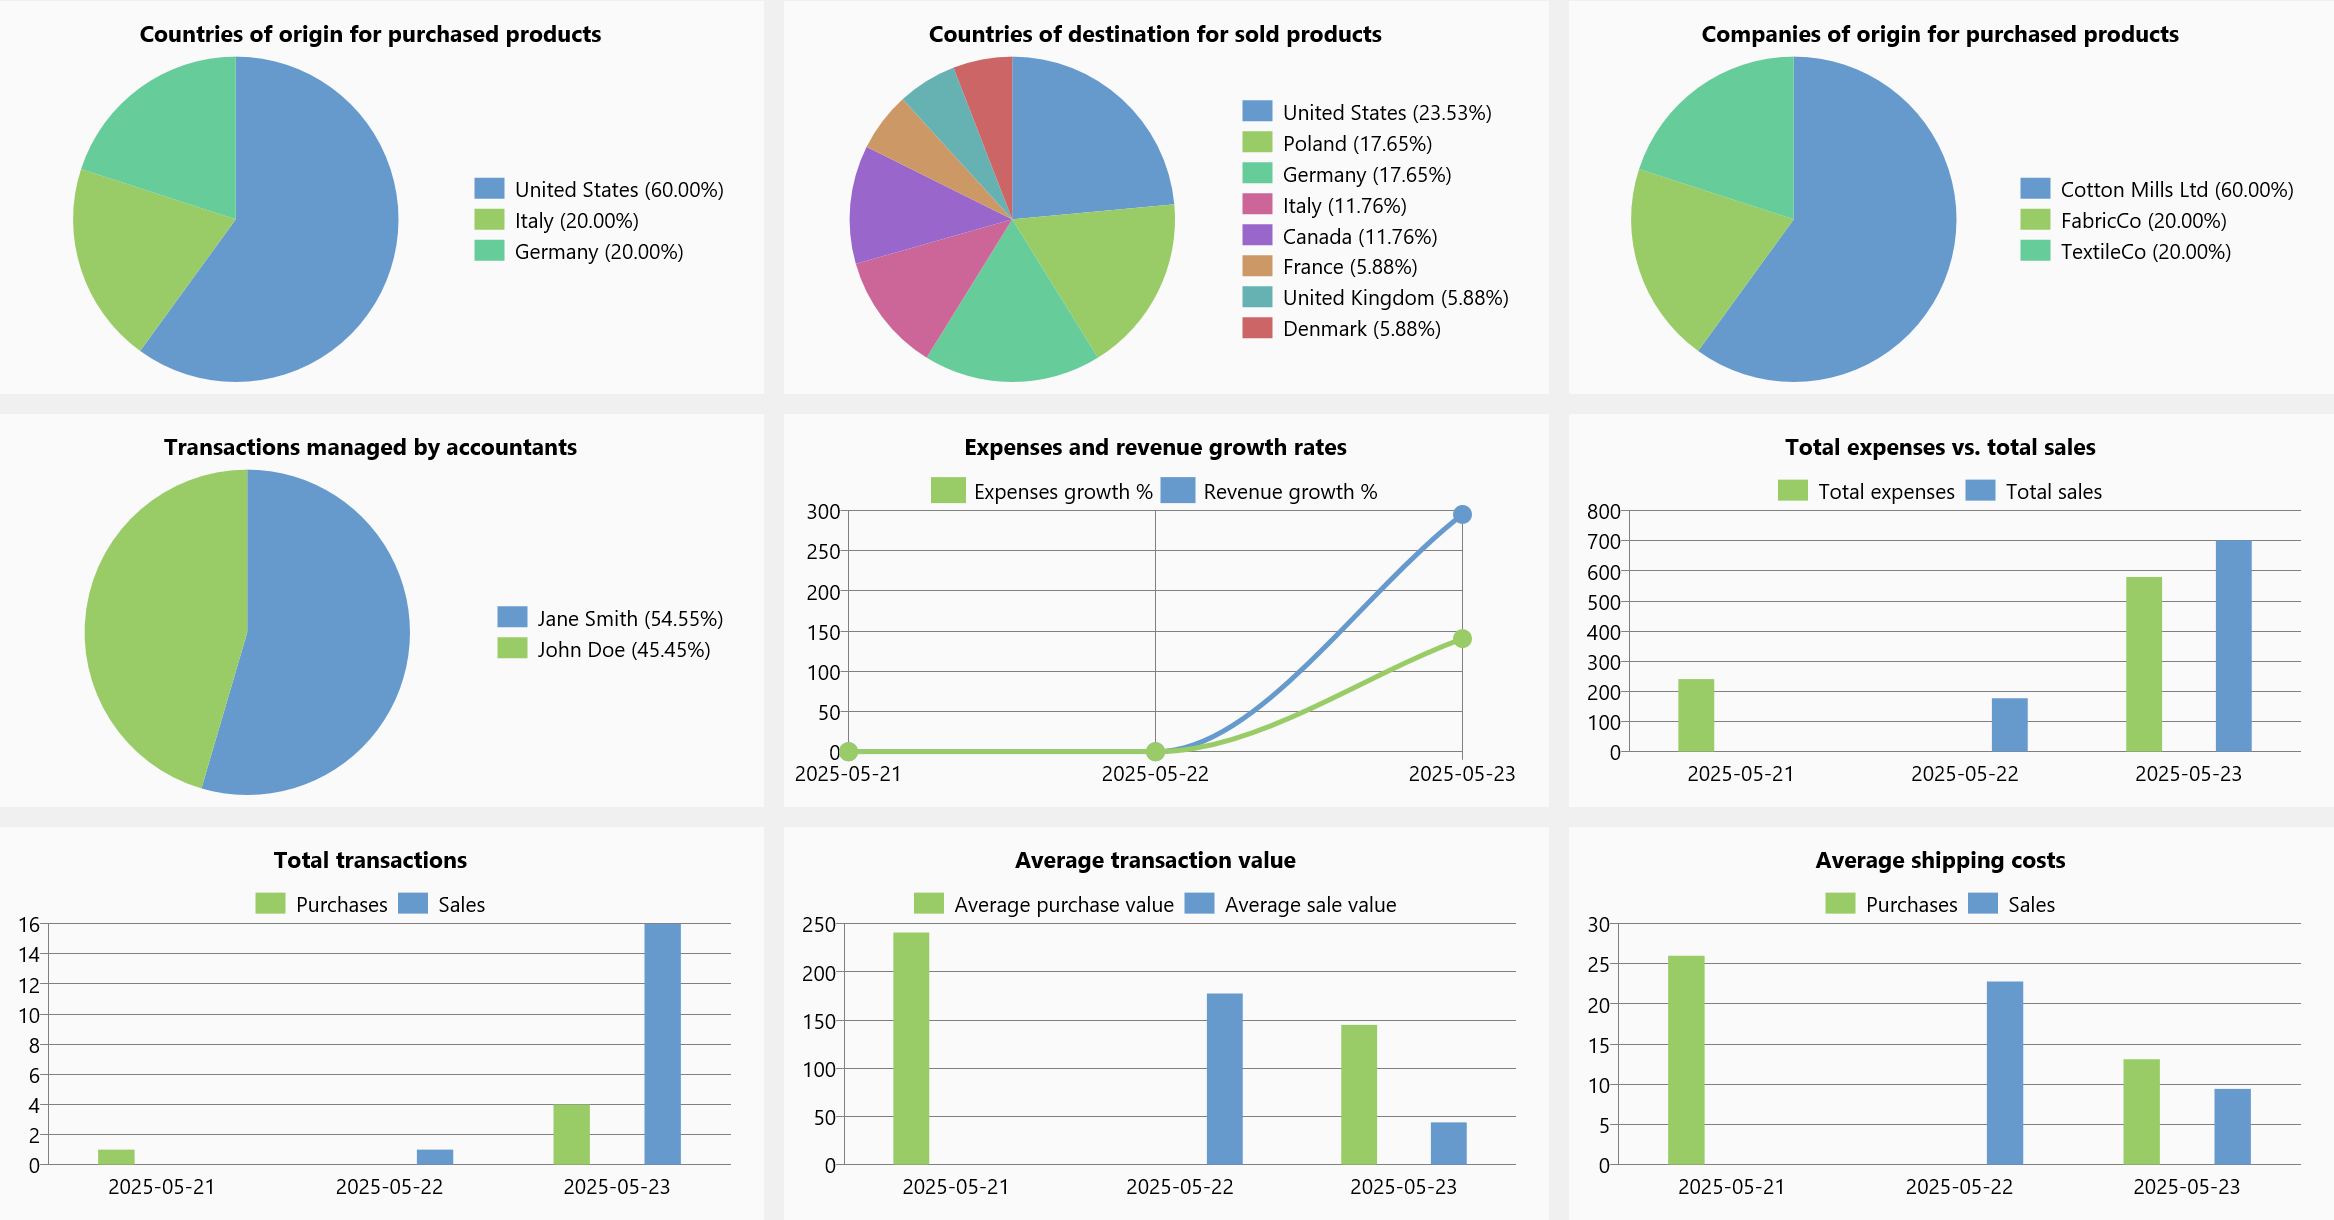 Countries of origin for purchased products
United States (60.00%)
Italy (20.00%)
Germany (20.00%)
Countries of destination for sold products
United States (23.53%)
Poland (17.65%)
Germany (17.65%)
Italy (11.76%)
Canada (11.76%)
France (5.88%)
United Kingdom (5.88%)
Denmark (5.88%)
Companies of origin for purchased products
Cotton Mills Ltd (60.00%)
FabricCo (20.00%)
TextileCo (20.00%)
Transactions managed by accountants
Jane Smith (54.55%)
John Doe (45.45%)
Expenses and revenue growth rates
Expenses growth % Revenue growth %
300
250
200
150
100
50
0
2025-05-21 2025-05-22 2025-05-23
Total expenses vs. total sales
Total expenses Total sales
800
700
600
500
400
300
200
100
0
2025-05-21 2025-05-22 2025-05-23
Total transactions
Purchases Sales
16
14
12
10
8
6
4
2
0
2025-05-21 2025-05-22 2025-05-23
Average transaction value
Average purchase value Average sale value
250
200
150
100
50
0
2025-05-21 2025-05-22 2025-05-23
Average shipping costs
Purchases Sales
30
25
20
15
10
5
0
2025-05-21 2025-05-22 2025-05-23